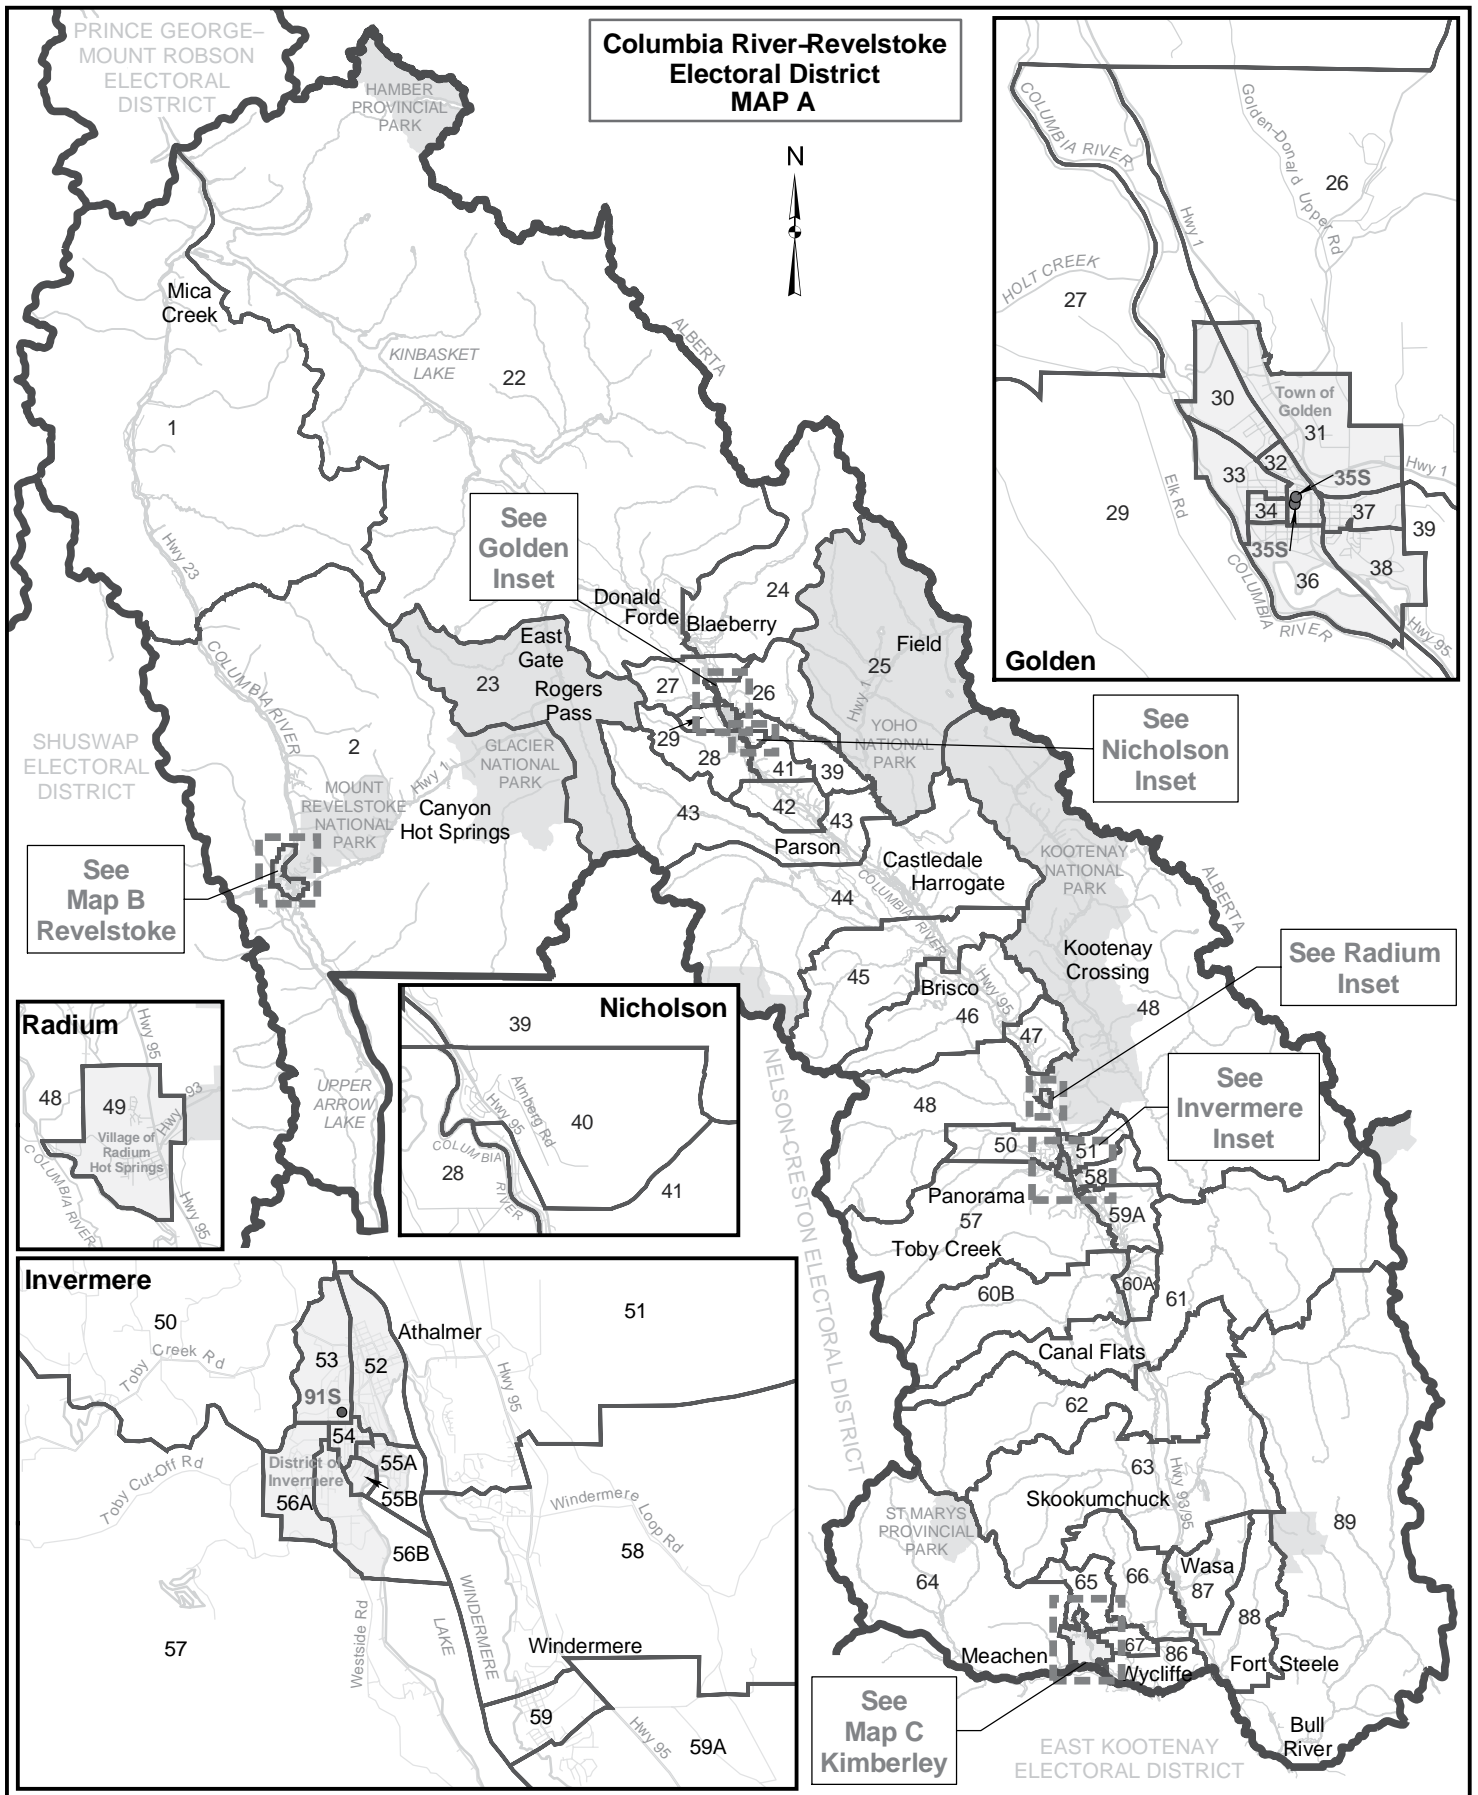 PRINCE GEORGE–
MOUNT ROBSON
ELECTORAL
DISTRICT
HAMBER
PROVINCIAL
PARK
Columbia River–Revelstoke
Electoral District
MAP A
N
Mica
Creek
KINBASKET
LAKE
22
1
ALBERTA
Hwy 23
See
Golden
Inset
Donald
Forde
Blaeberry
24
East
Gate
23
Rogers
Pass
27
26
29
28
25
Field
Hwy 1
YOHO
NATIONAL
PARK
COLUMBIA RIVER
2
SHUSWAP
ELECTORAL
DISTRICT
GLACIER
NATIONAL
PARK
MOUNT
REVELSTOKE
NATIONAL
PARK
Hwy 1
Canyon
Hot Springs
41
39
42
43
43
Parson
See
Nicholson
Inset
See
Map B
Revelstoke
Castledale
Harrogate
COLUMBIA RIVER
44
KOOTENAY
NATIONAL
PARK
ALBERTA
Kootenay
Crossing
48
45
Brisco
Hwy 95
46
47
See Radium
Inset
NELSON-CRESTON ELECTORAL DISTRICT
UPPER
ARROW
LAKE
48
See
Invermere
Inset
50
51
58
Panorama
57
59A
Toby Creek
60B
60A
61
Canal Flats
62
63
Hwy 93/95
Skookumchuck
ST MARYS
PROVINCIAL
PARK
64
65
66
Wasa
87
88
89
Meachen
67
86
Wycliffe
Fort Steele
Bull
River
See
Map C
Kimberley
EAST KOOTENAY
ELECTORAL DISTRICT
Golden
COLUMBIA RIVER
Golden–Donald Upper Rd
26
Hwy 1
HOLT CREEK
27
30
Town of
Golden
31
32
33
35S
Hwy 1
34
37
39
35S
29
Elk Rd
36
38
COLUMBIA
RIVER
Hwy 95
Radium
Hwy 95
48
49
Hwy 93
Village of
Radium
Hot Springs
COLUMBIA RIVER
Hwy 95
Nicholson
39
Almberg Rd
Hwy 95
40
COLUMBIA
RIVER
28
41
Invermere
50
Toby Creek Rd
53
52
Athalmer
51
Hwy 95
91S
54
Toby Cut-Off Rd
District of
Invermere
55A
55B
56A
Windermere Loop Rd
56B
58
WINDERMERE
LAKE
Westside Rd
57
Windermere
59
Hwy 95
59A